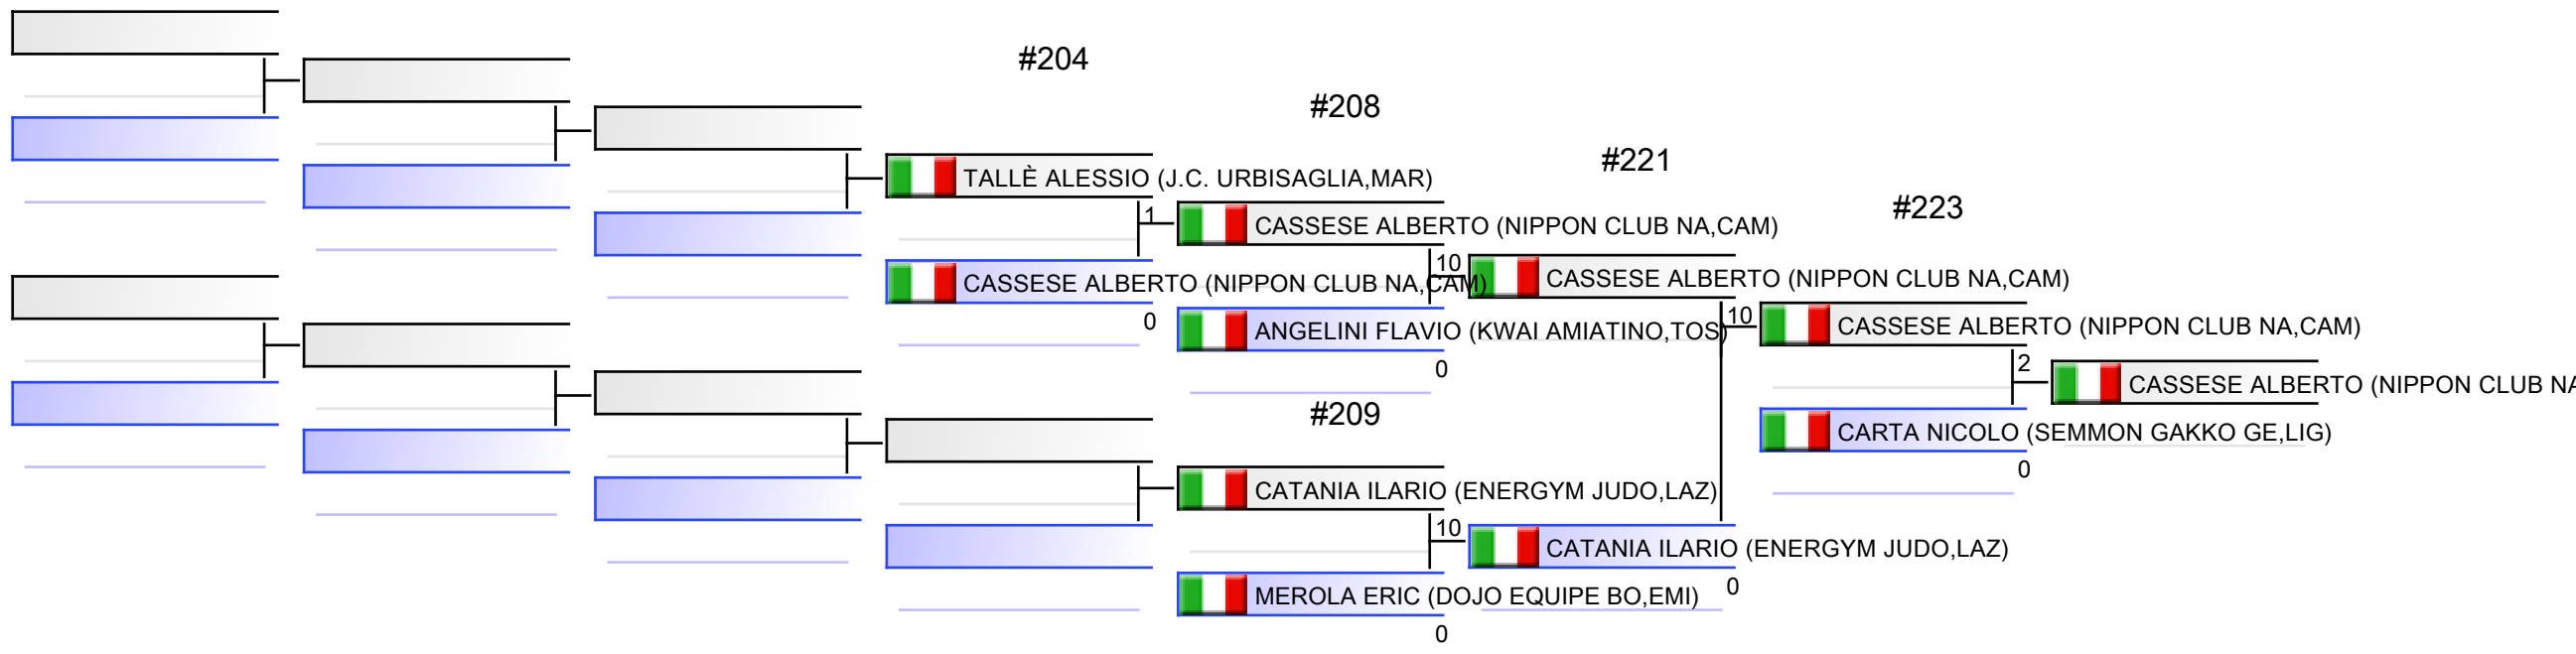 #204
#208
#221
#223
TALLÈ ALESSIO (J.C. URBISAGLIA,MAR)
1
CASSESE ALBERTO (NIPPON CLUB NA,CAM)
0
CASSESE ALBERTO (NIPPON CLUB NA,CAM)
10
ANGELINI FLAVIO (KWAI AMIATINO,TOS)
0
#209
CATANIA ILARIO (ENERGYM JUDO,LAZ)
10
MEROLA ERIC (DOJO EQUIPE BO,EMI)
0
CASSESE ALBERTO (NIPPON CLUB NA,CAM)
10
CATANIA ILARIO (ENERGYM JUDO,LAZ)
0
CASSESE ALBERTO (NIPPON CLUB NA,CAM)
2
CARTA NICOLO (SEMMON GAKKO GE,LIG)
0
CASSESE ALBERTO (NIPPON CLUB NA